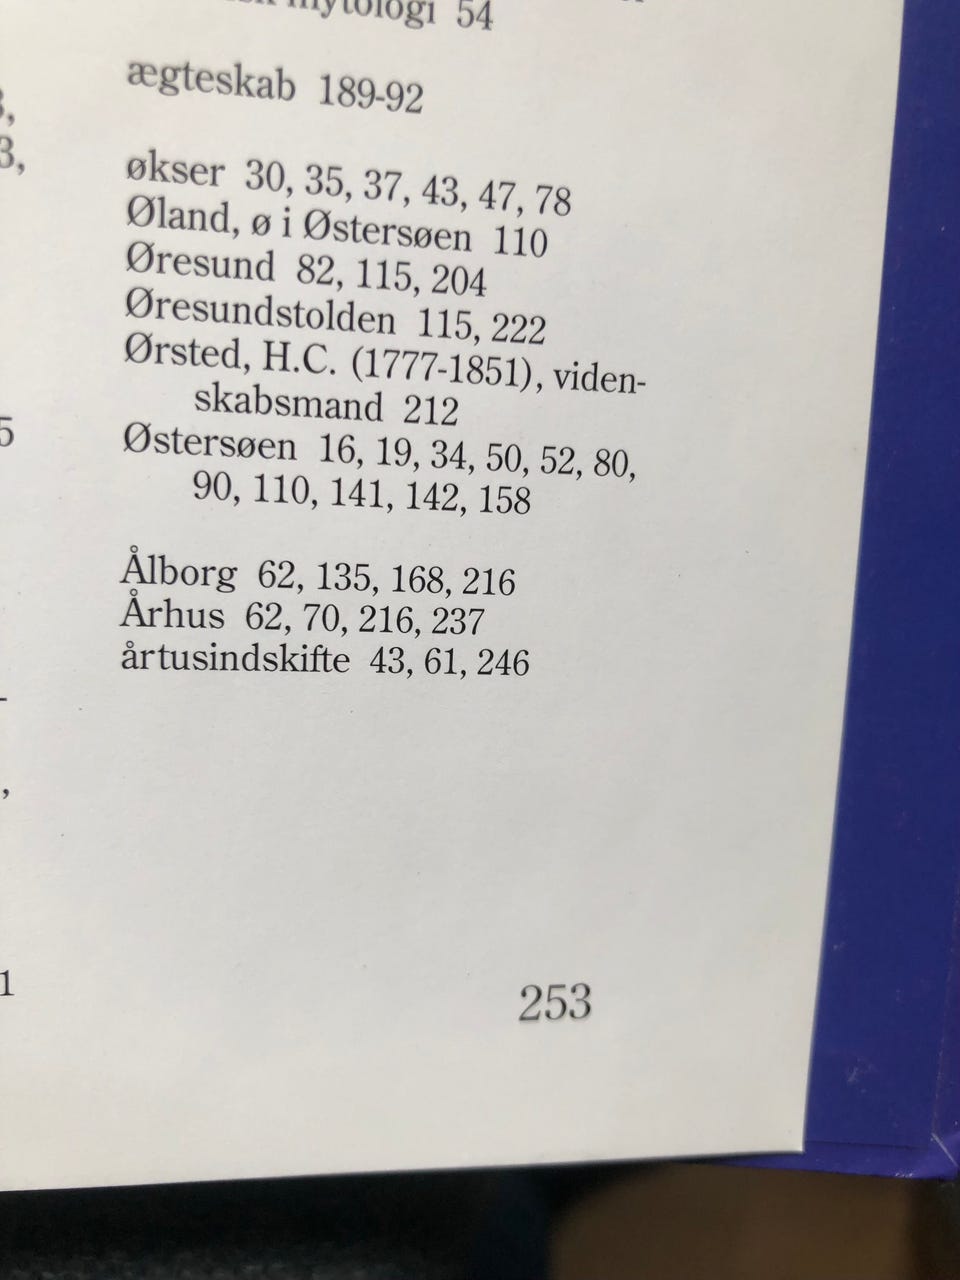 mytologi 54
ægteskab 189-92
økser 30, 35, 37, 43, 47, 78
Øland, ø i Østersøen 110
Øresund 82, 115, 204
Øresundstolden 115, 222
Ørsted, H.C. (1777-1851), viden-
skabsmand 212
Østersøen 16, 19, 34, 50, 52, 80,
90, 110, 141, 142, 158
Ålborg 62, 135, 168, 216
Århus 62, 70, 216, 237
årtusindskifte 43, 61, 246
253